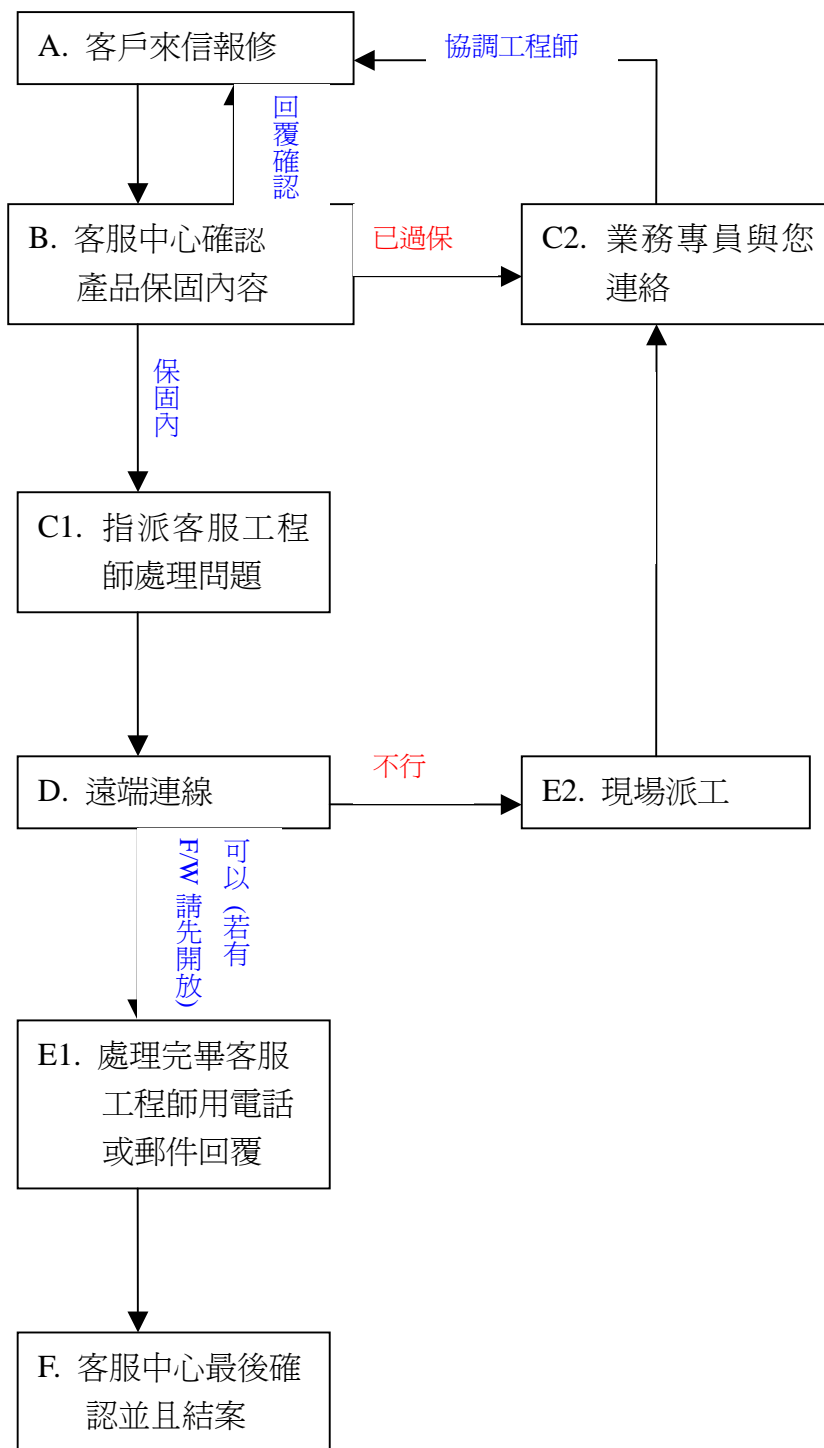 A. 客戶來信報修
協調工程師
回覆確認
B. 客服中心確認
產品保固內容
已過保
C2. 業務專員與您
連絡
保固內
C1. 指派客服工程
師處理問題
D. 遠端連線
不行
E2. 現場派工
可以 (若有
F/W 請先開放)
E1. 處理完畢客服
工程師用電話
或郵件回覆
F. 客服中心最後確
認並且結案